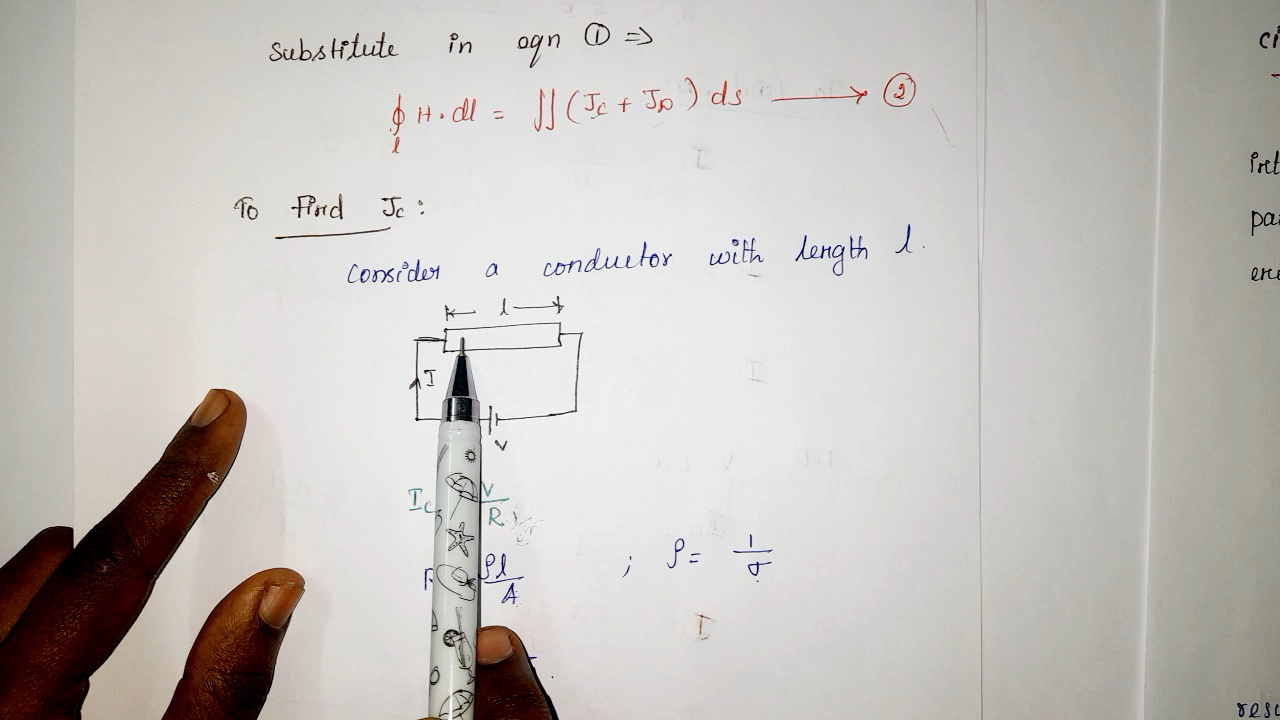 Substitute in eqn ① ⇒
∮l H . dl = ∬ (Jc + JD) ds ⟶ ②
To Find Jc :
Consider a conductor with length l.
l
I
V
Ic V/R
R ρl/A ; ρ = 1/σ